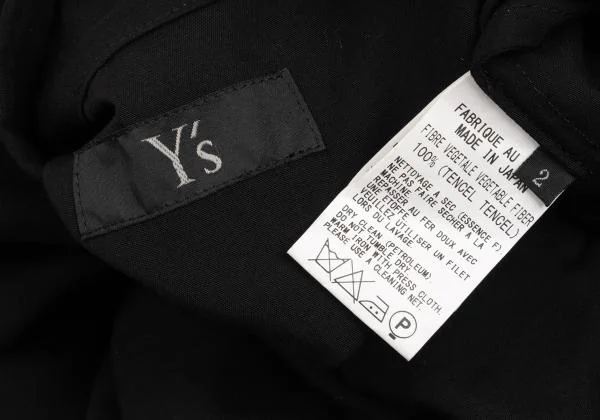 Y's
2
FABRIQUE AU
MADE IN JAPAN
FIBRE VEGETALE VEGETABLE FIBER
100% (TENCEL TENCEL)
NETTOYAGE A SEC (ESSENCE F).
NE PAS FAIRE SECHER A LA
MACHINE.
REPASSER AU FER DOUX AVEC
UNE ETOFFE.
VEUILLEZ UTILISER UN FILET
LORS DU LAVAGE.
DRY CLEAN (PETROLEUM).
DO NOT TUMBLE DRY.
WARM IRON WITH PRESS CLOTH.
PLEASE USE A CLEANING NET.
P